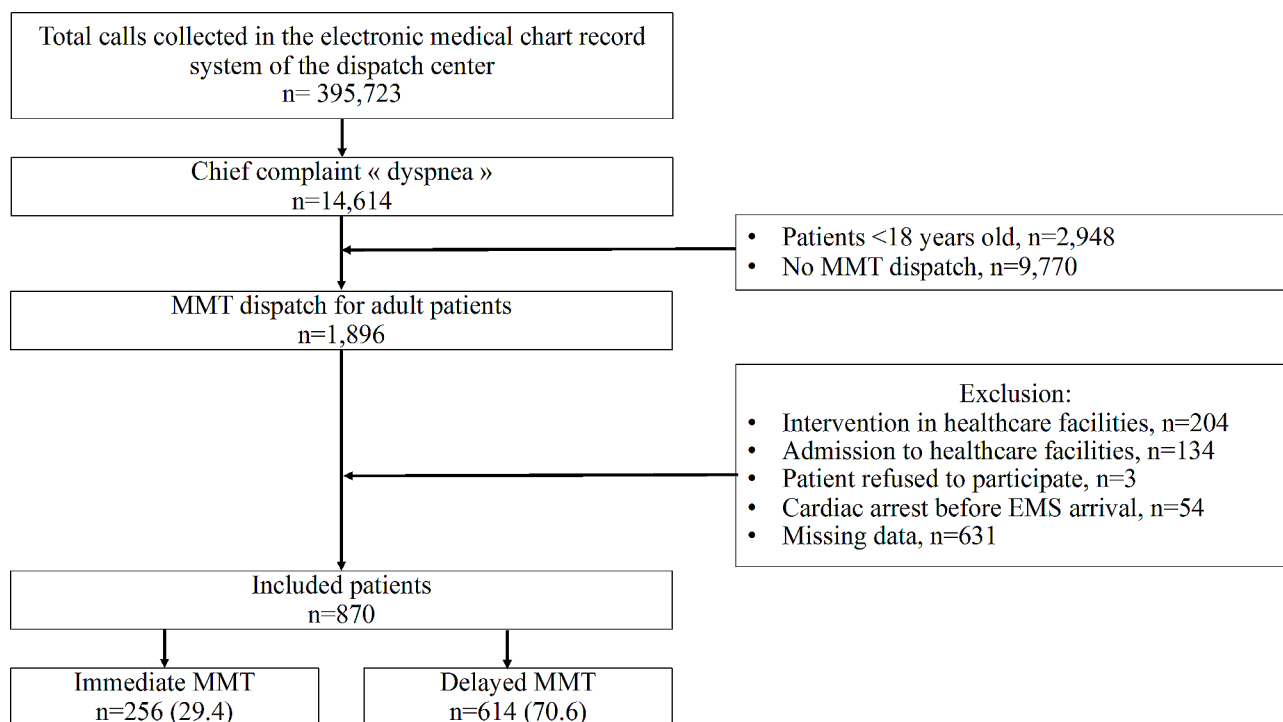 Total calls collected in the electronic medical chart record
system of the dispatch center
n= 395,723
Chief complaint « dyspnea »
n=14,614
• Patients <18 years old, n=2,948
• No MMT dispatch, n=9,770
MMT dispatch for adult patients
n=1,896
Exclusion:
• Intervention in healthcare facilities, n=204
• Admission to healthcare facilities, n=134
• Patient refused to participate, n=3
• Cardiac arrest before EMS arrival, n=54
• Missing data, n=631
Included patients
n=870
Immediate MMT
n=256 (29.4)
Delayed MMT
n=614 (70.6)